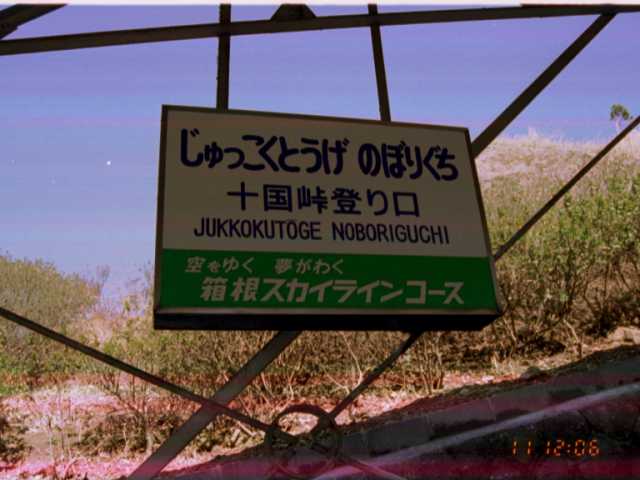 じゅっこくとうげ のぼりぐち
十国峠登り口
JUKKOKUTŌGE NOBORIGUCHI
空をゆく 夢がわく
箱根スカイラインコース
11 12:06